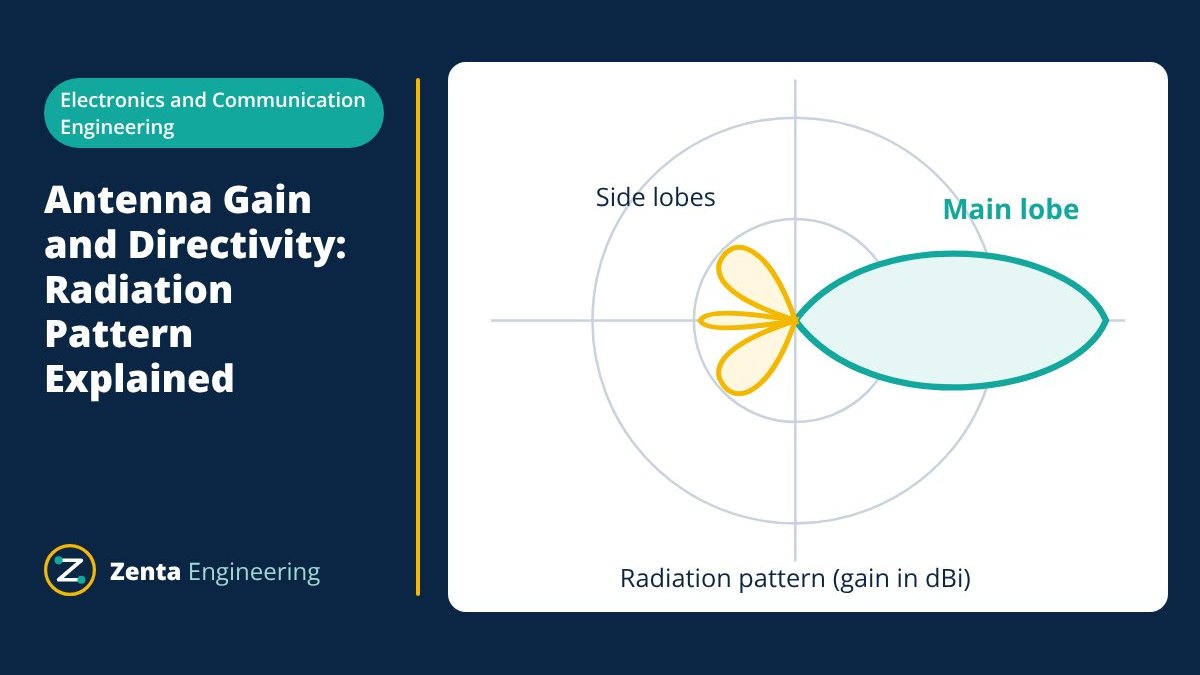 Electronics and Communication
Engineering
Antenna Gain
and Directivity:
Radiation
Pattern
Explained
Zenta Engineering
Side lobes
Main lobe
Radiation pattern (gain in dBi)